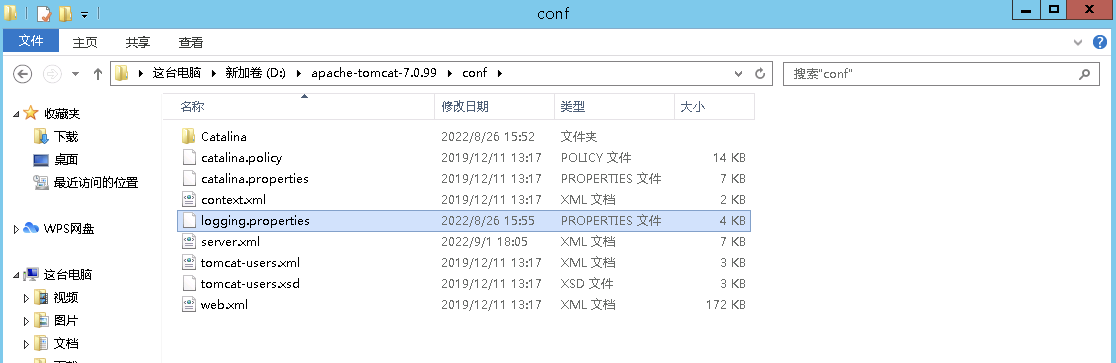 conf
文件 主页 共享 查看
这台电脑 新加卷 (D:) apache-tomcat-7.0.99 conf 搜索"conf"
名称 修改日期 类型 大小
收藏夹
下载
桌面
最近访问的位置
WPS网盘
这台电脑
视频
图片
文档
Catalina 2022/8/26 15:52 文件夹
catalina.policy 2019/12/11 13:17 POLICY 文件 14 KB
catalina.properties 2019/12/11 13:17 PROPERTIES 文件 7 KB
context.xml 2019/12/11 13:17 XML 文档 2 KB
logging.properties 2022/8/26 15:55 PROPERTIES 文件 4 KB
server.xml 2022/9/1 18:05 XML 文档 7 KB
tomcat-users.xml 2019/12/11 13:17 XML 文档 3 KB
tomcat-users.xsd 2019/12/11 13:17 XSD 文件 3 KB
web.xml 2019/12/11 13:17 XML 文档 172 KB